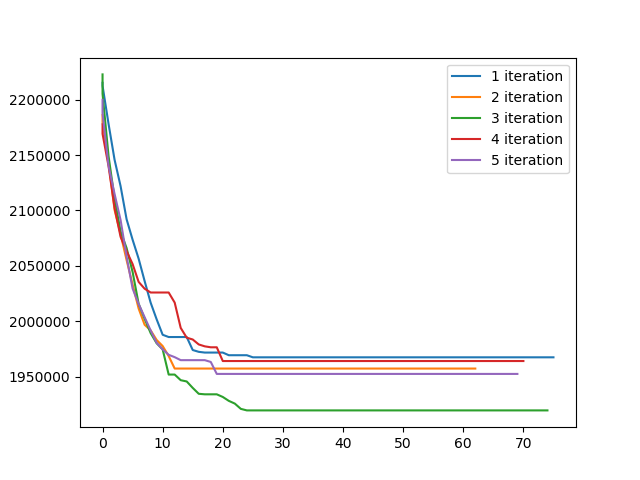 1 iteration
2 iteration
3 iteration
4 iteration
5 iteration
2200000
2150000
2100000
2050000
2000000
1950000
0 10 20 30 40 50 60 70